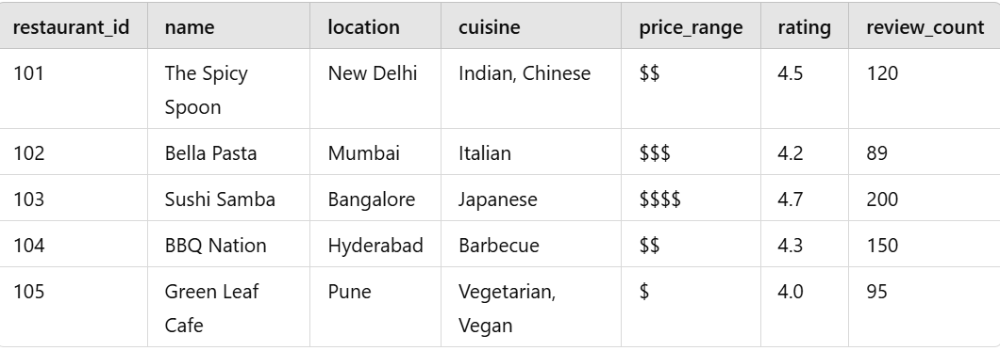 restaurant_id name location cuisine price_range rating review_count
101 The Spicy Spoon New Delhi Indian, Chinese $$ 4.5 120
102 Bella Pasta Mumbai Italian $$$ 4.2 89
103 Sushi Samba Bangalore Japanese $$$$ 4.7 200
104 BBQ Nation Hyderabad Barbecue $$ 4.3 150
105 Green Leaf Cafe Pune Vegetarian, Vegan $ 4.0 95